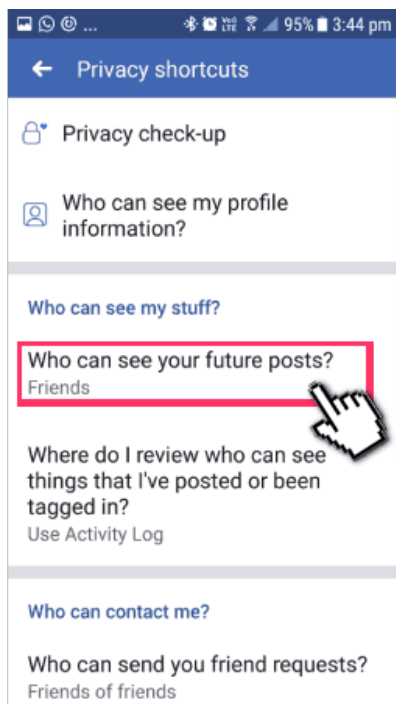 ... VoD LTE 95% 3:44 pm
Privacy shortcuts
Privacy check-up
Who can see my profile
information?
Who can see my stuff?
Who can see your future posts?
Friends
Where do I review who can see
things that I've posted or been
tagged in?
Use Activity Log
Who can contact me?
Who can send you friend requests?
Friends of friends